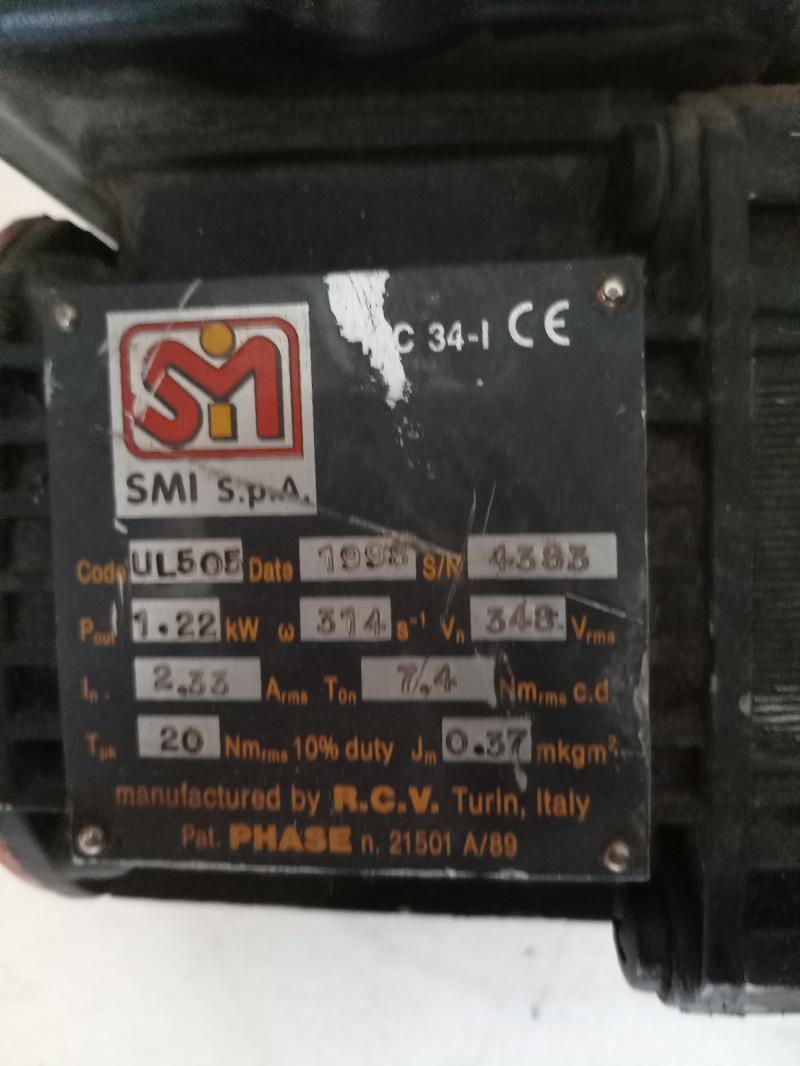 SMI
C 34-I CE
SMI S.p.A.
Code UL505 Date 1998 S/N 4383
Pout 1.22 kW ω 314 s⁻¹ Vn 348 Vrms
In 2,33 Arms Ton 7,4 Nmrms c.d.
Tpk 20 Nmrms 10% duty Jm 0.37 mkgm²
manufactured by R.C.V. Turin, Italy
Pat. PHASE n. 21501 A/89